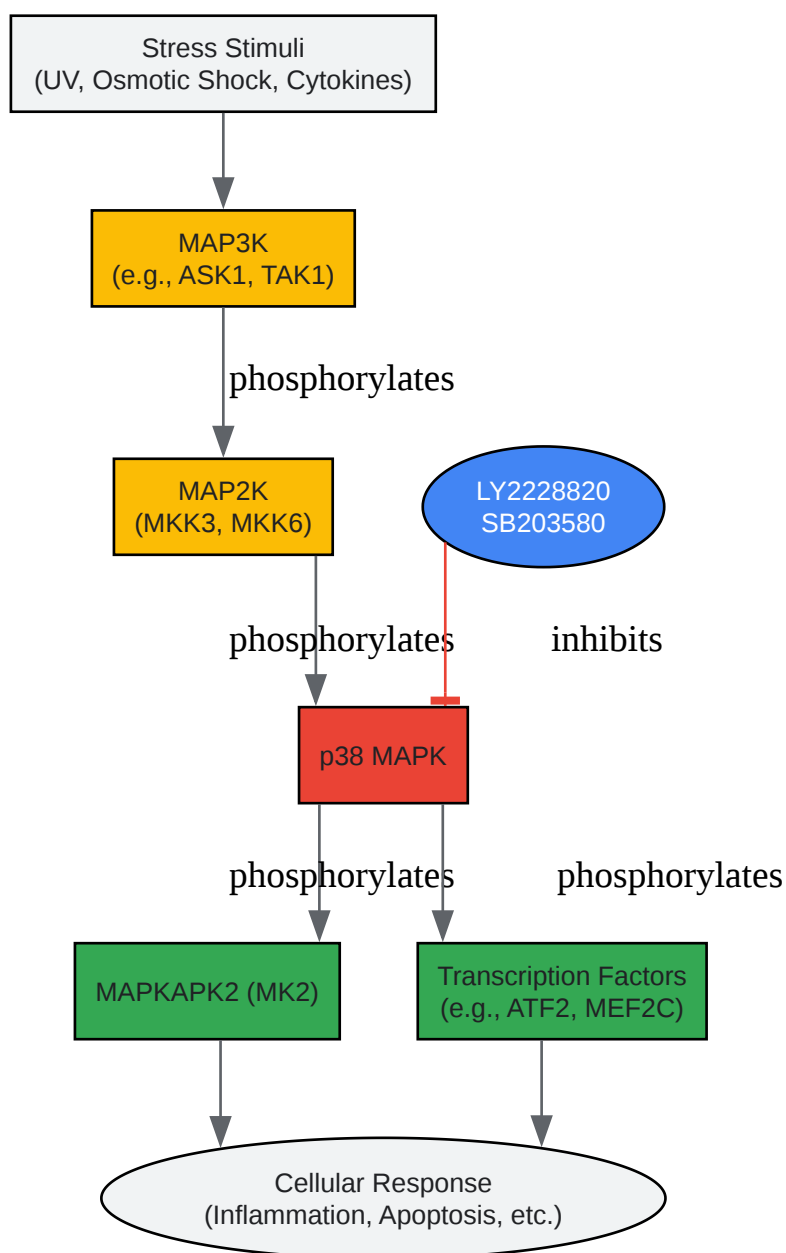 Stress Stimuli
(UV, Osmotic Shock, Cytokines)
MAP3K
(e.g., ASK1, TAK1)
phosphorylates
MAP2K
(MKK3, MKK6)
LY2228820
SB203580
phosphorylates
inhibits
p38 MAPK
phosphorylates
phosphorylates
MAPKAPK2 (MK2)
Transcription Factors
(e.g., ATF2, MEF2C)
Cellular Response
(Inflammation, Apoptosis, etc.)